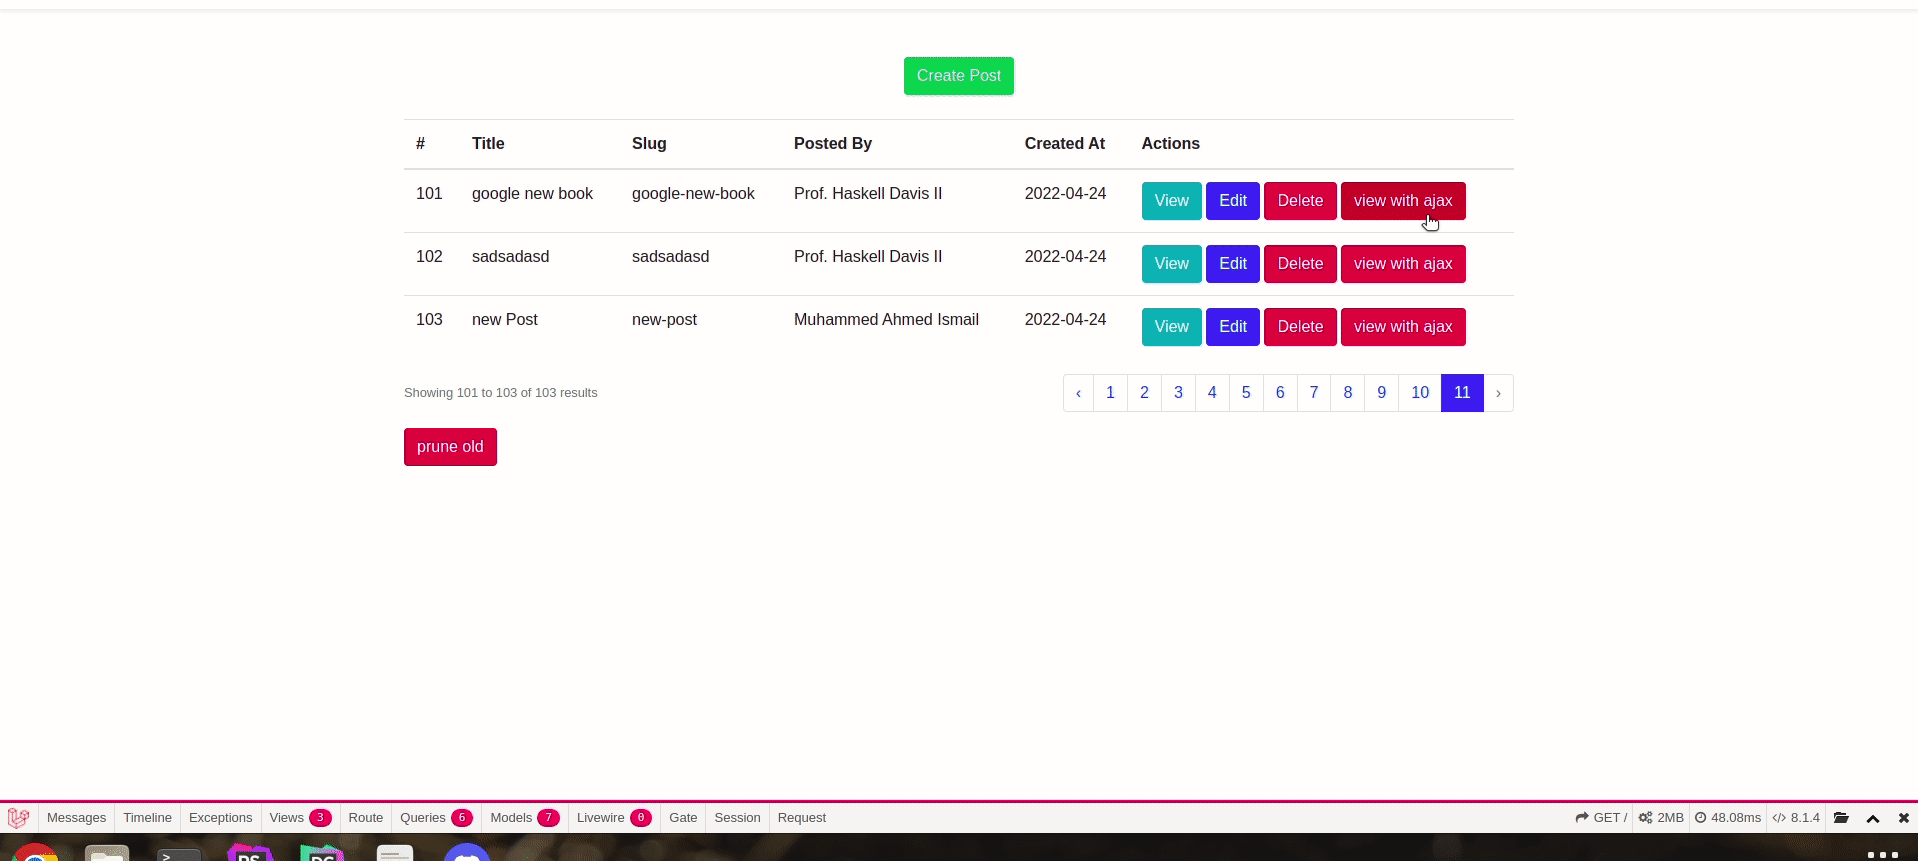 Create Post
# Title Slug Posted By Created At Actions
101 google new book google-new-book Prof. Haskell Davis II 2022-04-24 View Edit Delete view with ajax
102 sadsadasd sadsadasd Prof. Haskell Davis II 2022-04-24 View Edit Delete view with ajax
103 new Post new-post Muhammed Ahmed Ismail 2022-04-24 View Edit Delete view with ajax
Showing 101 to 103 of 103 results ‹ 1 2 3 4 5 6 7 8 9 10 11 ›
prune old
Messages Timeline Exceptions Views 3 Route Queries 6 Models 7 Livewire 0 Gate Session Request GET / 2MB 48.08ms </> 8.1.4